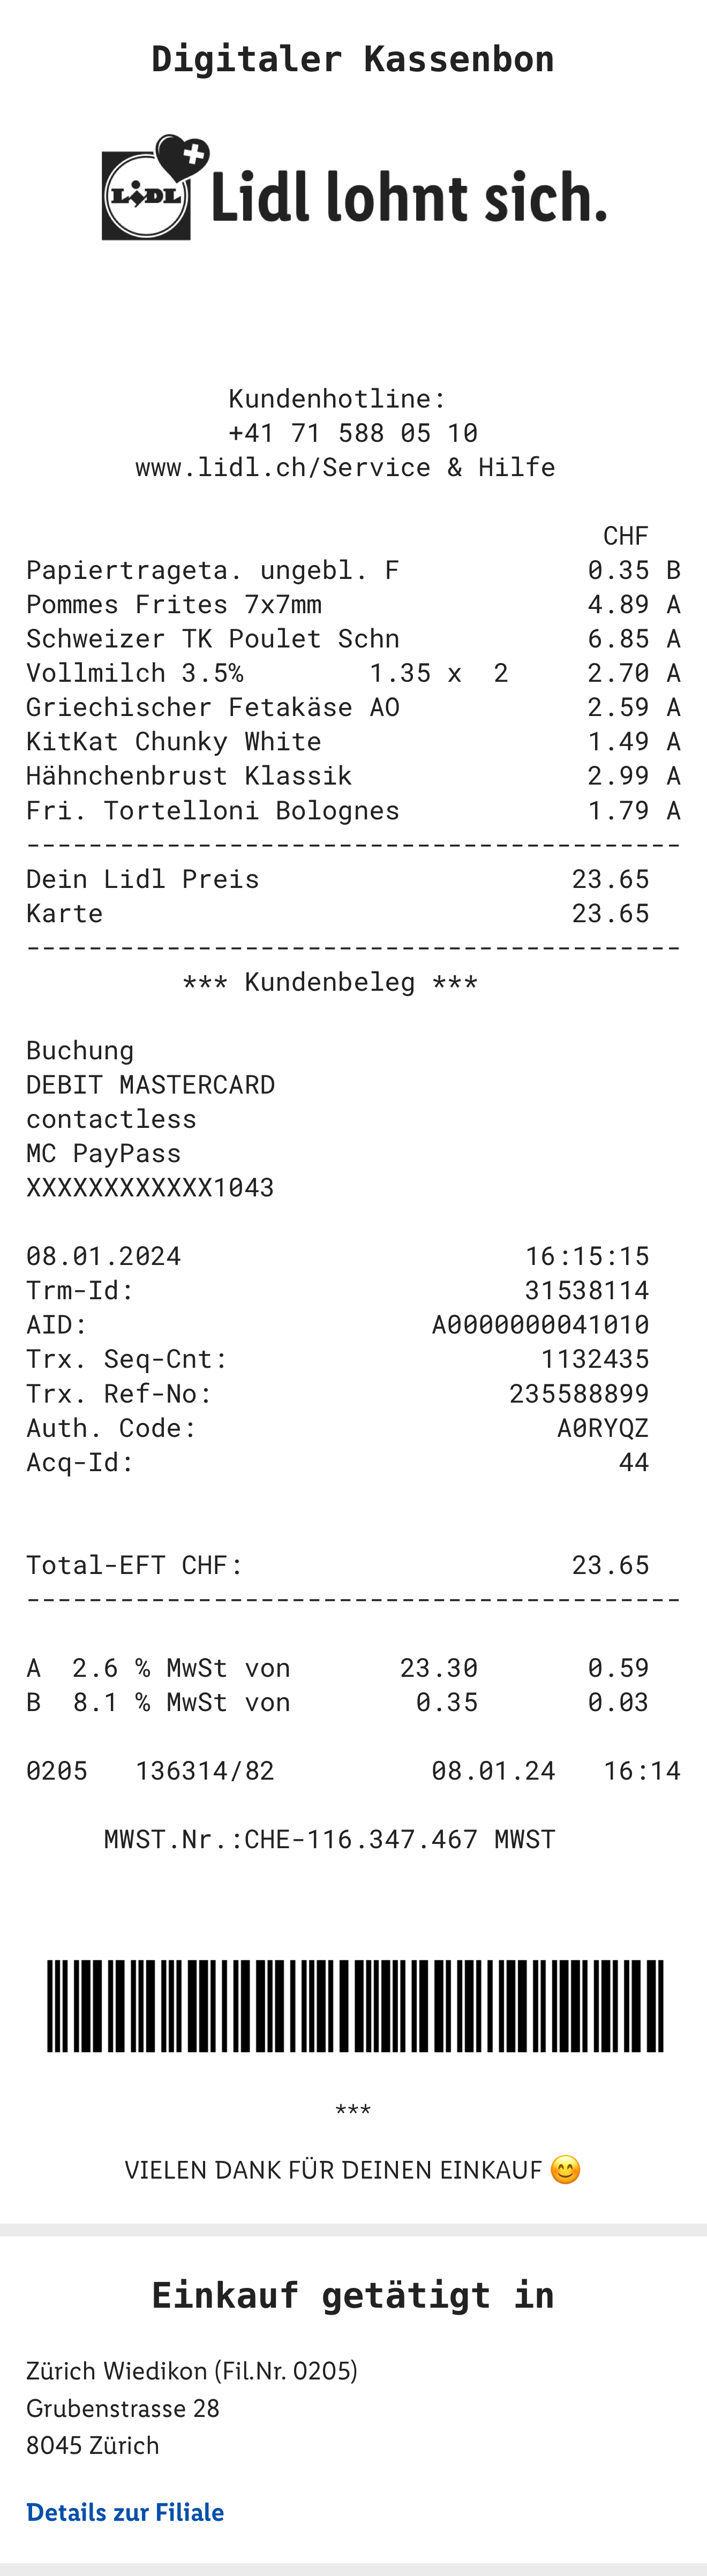 Digitaler Kassenbon
LIDL Lidl lohnt sich.
Kundenhotline:
+41 71 588 05 10
www.lidl.ch/Service & Hilfe
CHF
Papiertrageta. ungebl. F 0.35 B
Pommes Frites 7x7mm 4.89 A
Schweizer TK Poulet Schn 6.85 A
Vollmilch 3.5% 1.35 x 2 2.70 A
Griechischer Fetakäse AO 2.59 A
KitKat Chunky White 1.49 A
Hähnchenbrust Klassik 2.99 A
Fri. Tortelloni Bolognes 1.79 A
------------------------------------------
Dein Lidl Preis 23.65
Karte 23.65
------------------------------------------
*** Kundenbeleg ***
Buchung
DEBIT MASTERCARD
contactless
MC PayPass
XXXXXXXXXXXX1043
08.01.2024 16:15:15
Trm-Id: 31538114
AID: A0000000041010
Trx. Seq-Cnt: 1132435
Trx. Ref-No: 235588899
Auth. Code: A0RYQZ
Acq-Id: 44
Total-EFT CHF: 23.65
------------------------------------------
A 2.6 % MwSt von 23.30 0.59
B 8.1 % MwSt von 0.35 0.03
0205 136314/82 08.01.24 16:14
MWST.Nr.:CHE-116.347.467 MWST
***
VIELEN DANK FÜR DEINEN EINKAUF 😊
Einkauf getätigt in
Zürich Wiedikon (Fil.Nr. 0205)
Grubenstrasse 28
8045 Zürich
Details zur Filiale